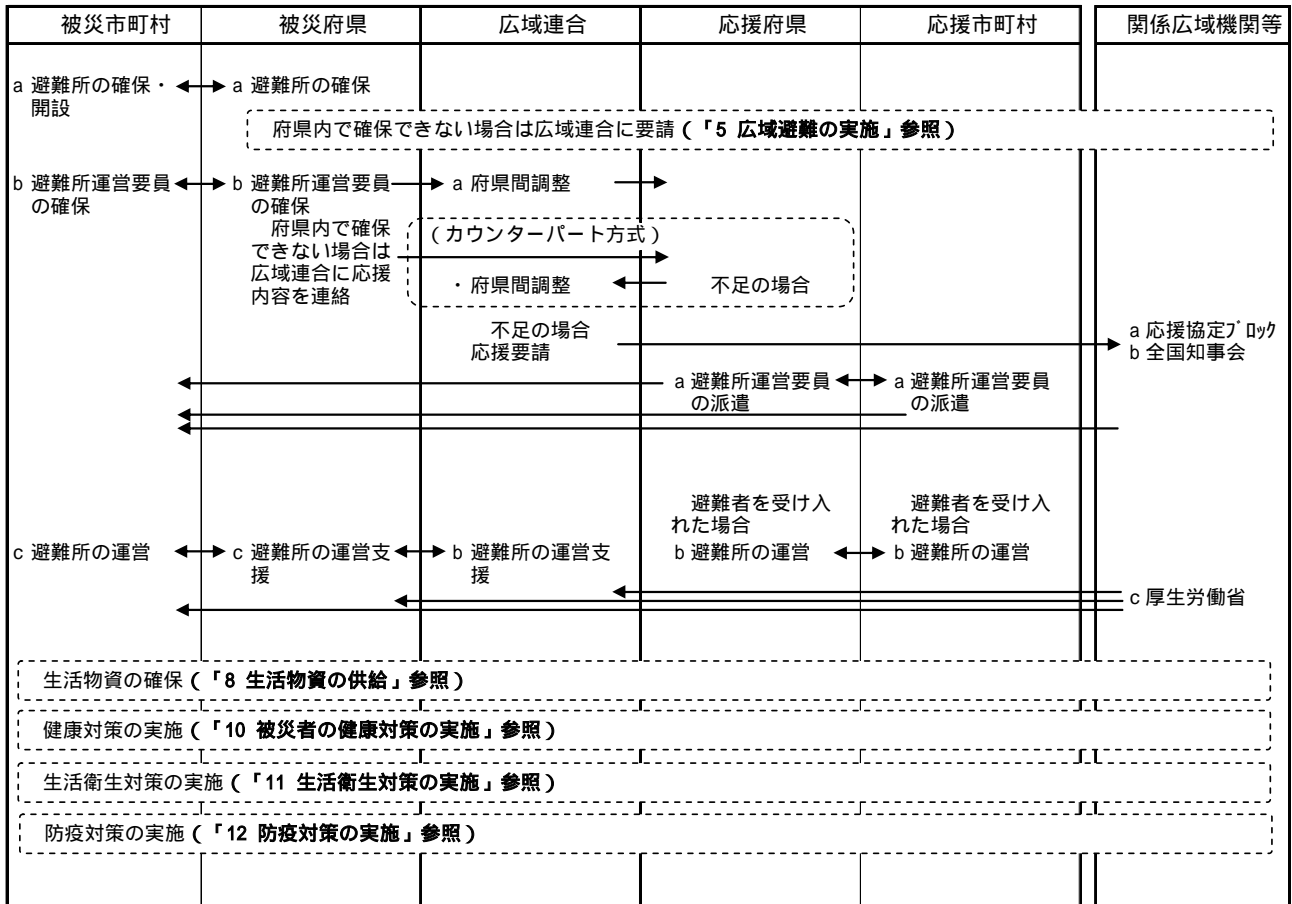 被災市町村
被災府県
広域連合
応援府県
応援市町村
関係広域機関等
a 避難所の確保・
開設
a 避難所の確保
府県内で確保できない場合は広域連合に要請(「5 広域避難の実施」参照)
b 避難所運営要員
の確保
b 避難所運営要員
の確保
府県内で確保
できない場合は
広域連合に応援
内容を連絡
a 府県間調整
(カウンターパート方式)
・府県間調整
不足の場合
不足の場合
応援要請
a 応援協定ﾌﾞﾛｯｸ
b 全国知事会
a 避難所運営要員
の派遣
a 避難所運営要員
の派遣
避難者を受け入
れた場合
避難者を受け入
れた場合
c 避難所の運営
c 避難所の運営支
援
b 避難所の運営支
援
b 避難所の運営
b 避難所の運営
c 厚生労働省
生活物資の確保(「8 生活物資の供給」参照)
健康対策の実施(「10 被災者の健康対策の実施」参照)
生活衛生対策の実施(「11 生活衛生対策の実施」参照)
防疫対策の実施(「12 防疫対策の実施」参照)